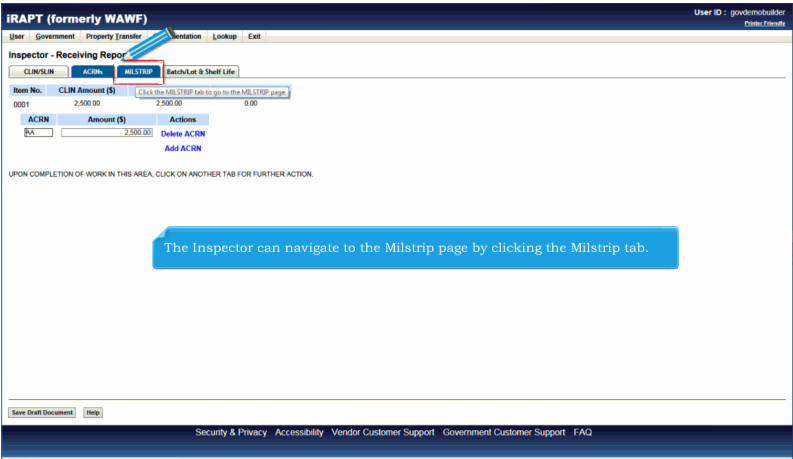 iRAPT (formerly WAWF)
User ID : govdemobuilder
Printer Friendly
User Government Property Transfer entation Lookup Exit
Inspector - Receiving Repor
CLIN/SLIN ACRNs MILSTRIP Batch/Lot & Shelf Life
Item No. CLIN Amount ($)
Click the MILSTRIP tab to go to the MILSTRIP page.
0001 2,500.00 2,500.00 0.00
ACRN Amount ($) Actions
AA 2,500.00 Delete ACRN
Add ACRN
UPON COMPLETION OF WORK IN THIS AREA, CLICK ON ANOTHER TAB FOR FURTHER ACTION.
The Inspector can navigate to the Milstrip page by clicking the Milstrip tab.
Save Draft Document Help
Security & Privacy Accessibility Vendor Customer Support Government Customer Support FAQ